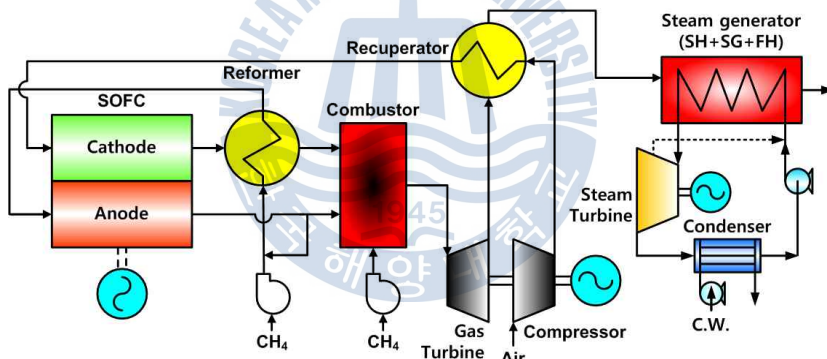 Steam generator
(SH+SG+FH)
Recuperator
Reformer
SOFC
Combustor
Cathode
Anode
Steam
Turbine
Condenser
1945
CH₄
CH₄
Gas
Turbine
Compressor
Air
C.W.